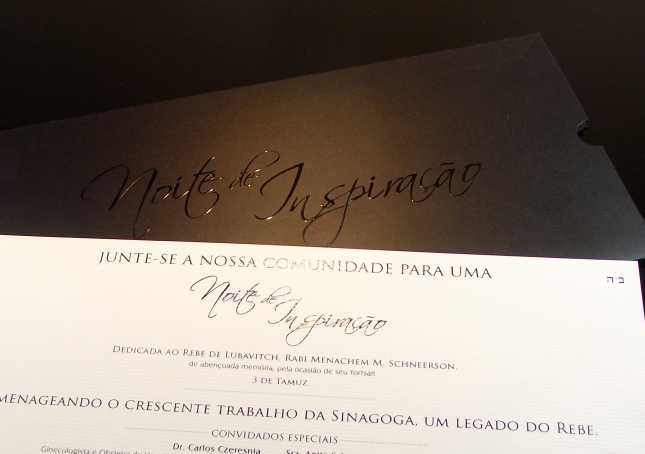 Noite de Inspiração
JUNTE-SE A NOSSA COMUNIDADE PARA UMA
ב"ה
Noite de Inspiração
DEDICADA AO REBE DE LUBAVITCH, RABI MENACHEM M. SCHNEERSON,
de abençoada memória, pela ocasião de seu
3 DE TAMUZ
MENAGEANDO O CRESCENTE TRABALHO DA SINAGOGA, UM LEGADO DO REBE.
CONVIDADOS ESPECIAIS
Dr. Carlos Czeresnia
Ginecologista e